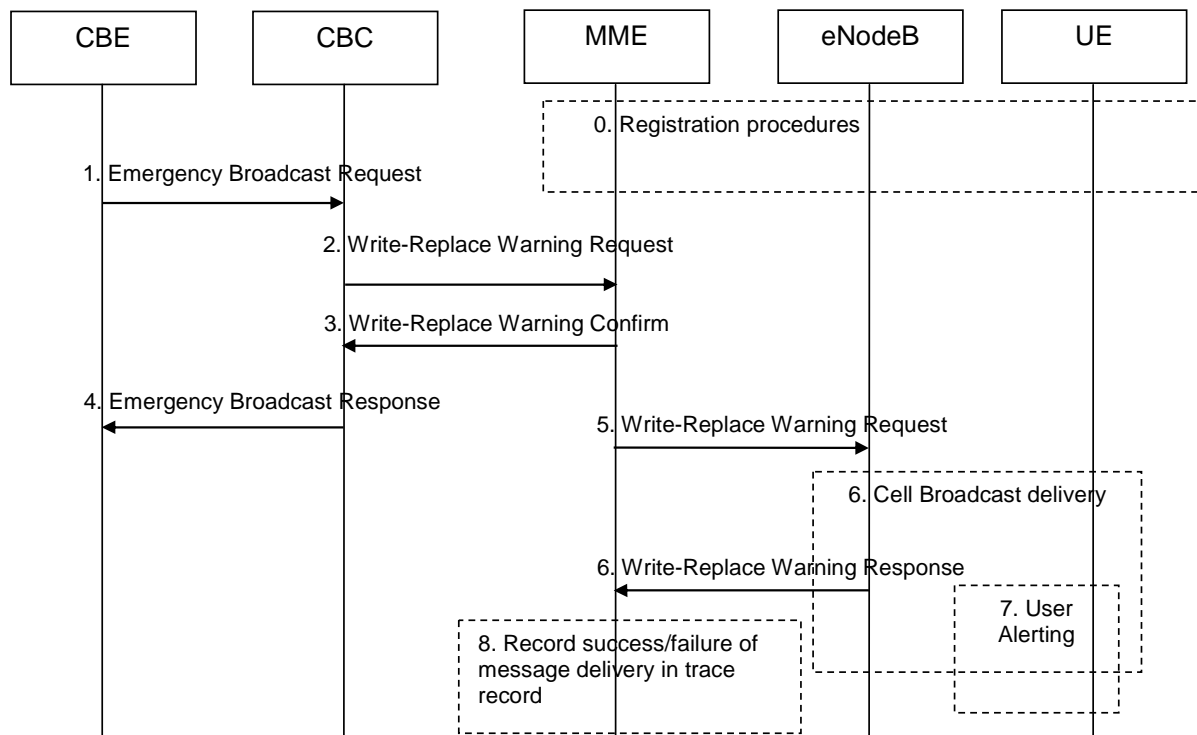 CBE
CBC
MME
eNodeB
UE
0. Registration procedures
1. Emergency Broadcast Request
2. Write-Replace Warning Request
3. Write-Replace Warning Confirm
4. Emergency Broadcast Response
5. Write-Replace Warning Request
6. Cell Broadcast delivery
6. Write-Replace Warning Response
7. User
Alerting
8. Record success/failure of
message delivery in trace
record